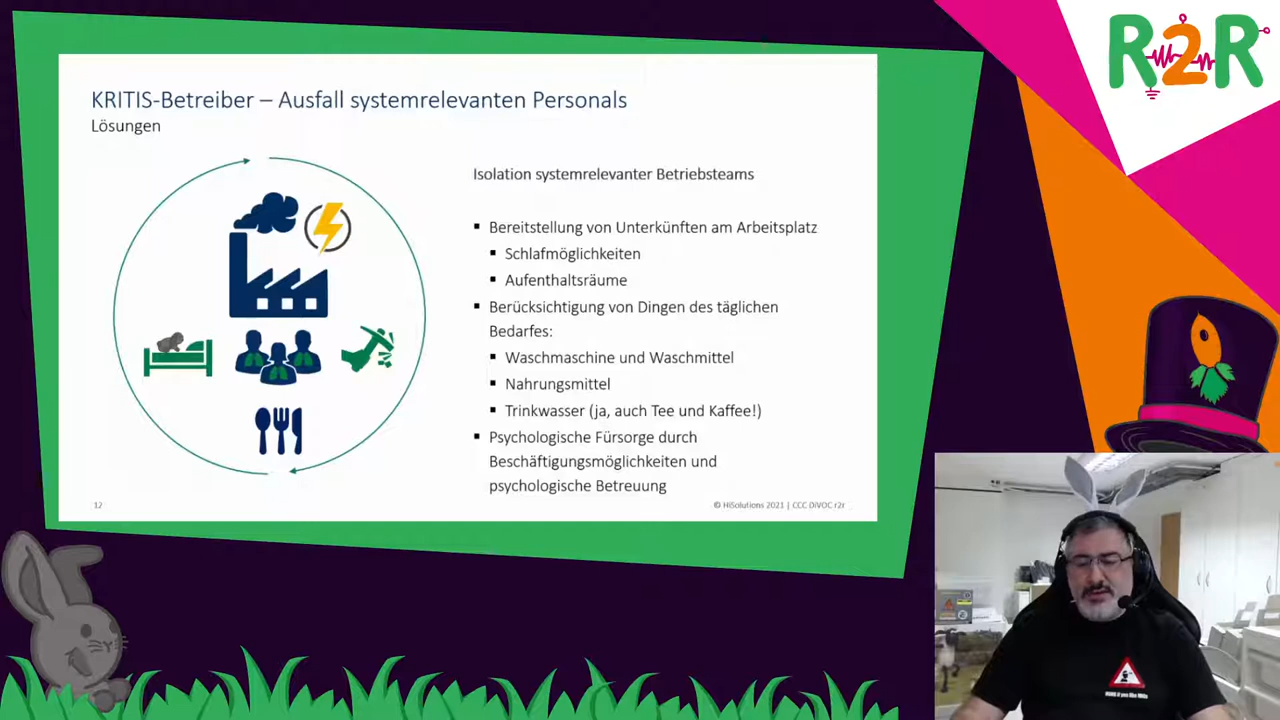 R2R
KRITIS-Betreiber – Ausfall systemrelevanten Personals
Lösungen
Isolation systemrelevanter Betriebsteams
▪ Bereitstellung von Unterkünften am Arbeitsplatz
▪ Schlafmöglichkeiten
▪ Aufenthaltsräume
▪ Berücksichtigung von Dingen des täglichen
Bedarfes:
▪ Waschmaschine und Waschmittel
▪ Nahrungsmittel
▪ Trinkwasser (ja, auch Tee und Kaffee!)
▪ Psychologische Fürsorge durch
Beschäftigungsmöglichkeiten und
psychologische Betreuung
12
© HiSolutions 2021 | CCC DiVOC r2r